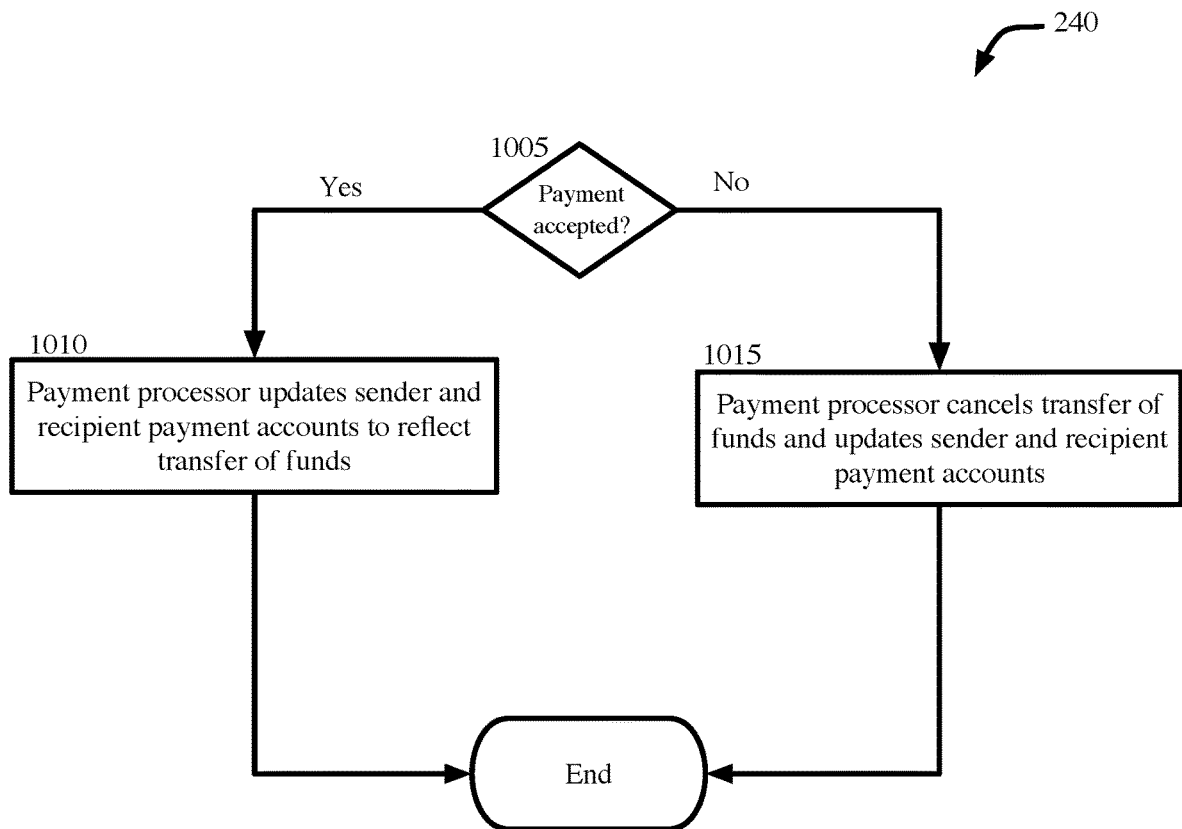 240
1005
Yes
No
Payment
accepted?
1010
Payment processor updates sender and
recipient payment accounts to reflect
transfer of funds
1015
Payment processor cancels transfer of
funds and updates sender and recipient
payment accounts
End